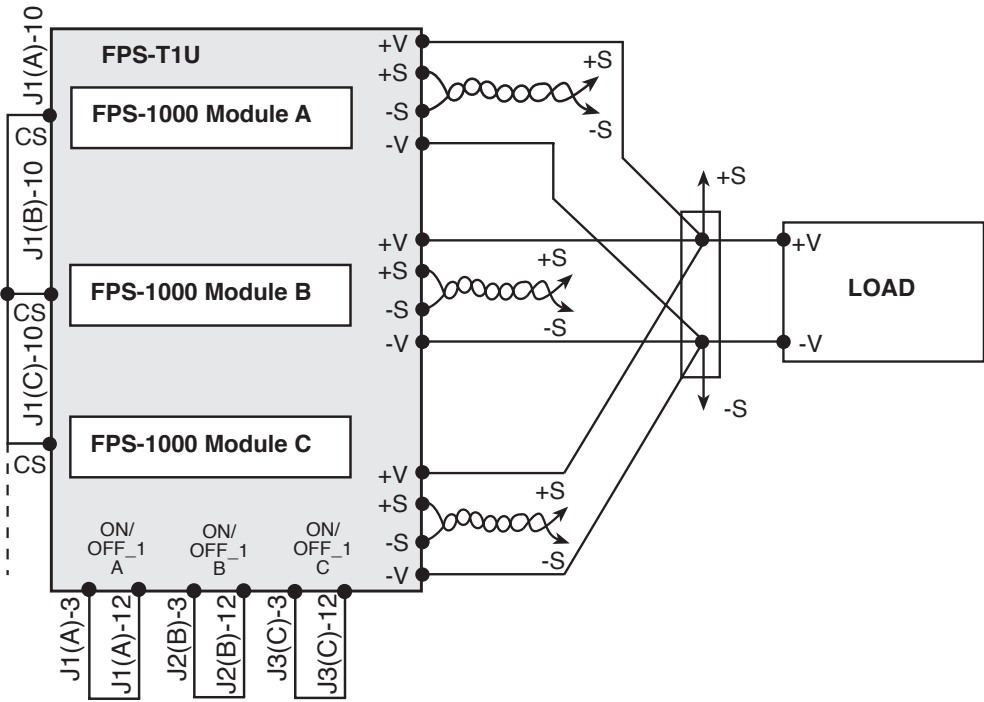 J1(A)-10
FPS-T1U
FPS-1000 Module A
CS
+V
+S
-S
-V
+S
-S
J1(B)-10
FPS-1000 Module B
CS
+V
+S
-S
-V
+S
-S
+S
-S
+V
LOAD
-V
J1(C)-10
FPS-1000 Module C
CS
+V
+S
-S
-V
+S
-S
ON/
OFF_1
A
ON/
OFF_1
B
ON/
OFF_1
C
J1(A)-3
J1(A)-12
J2(B)-3
J2(B)-12
J3(C)-3
J3(C)-12